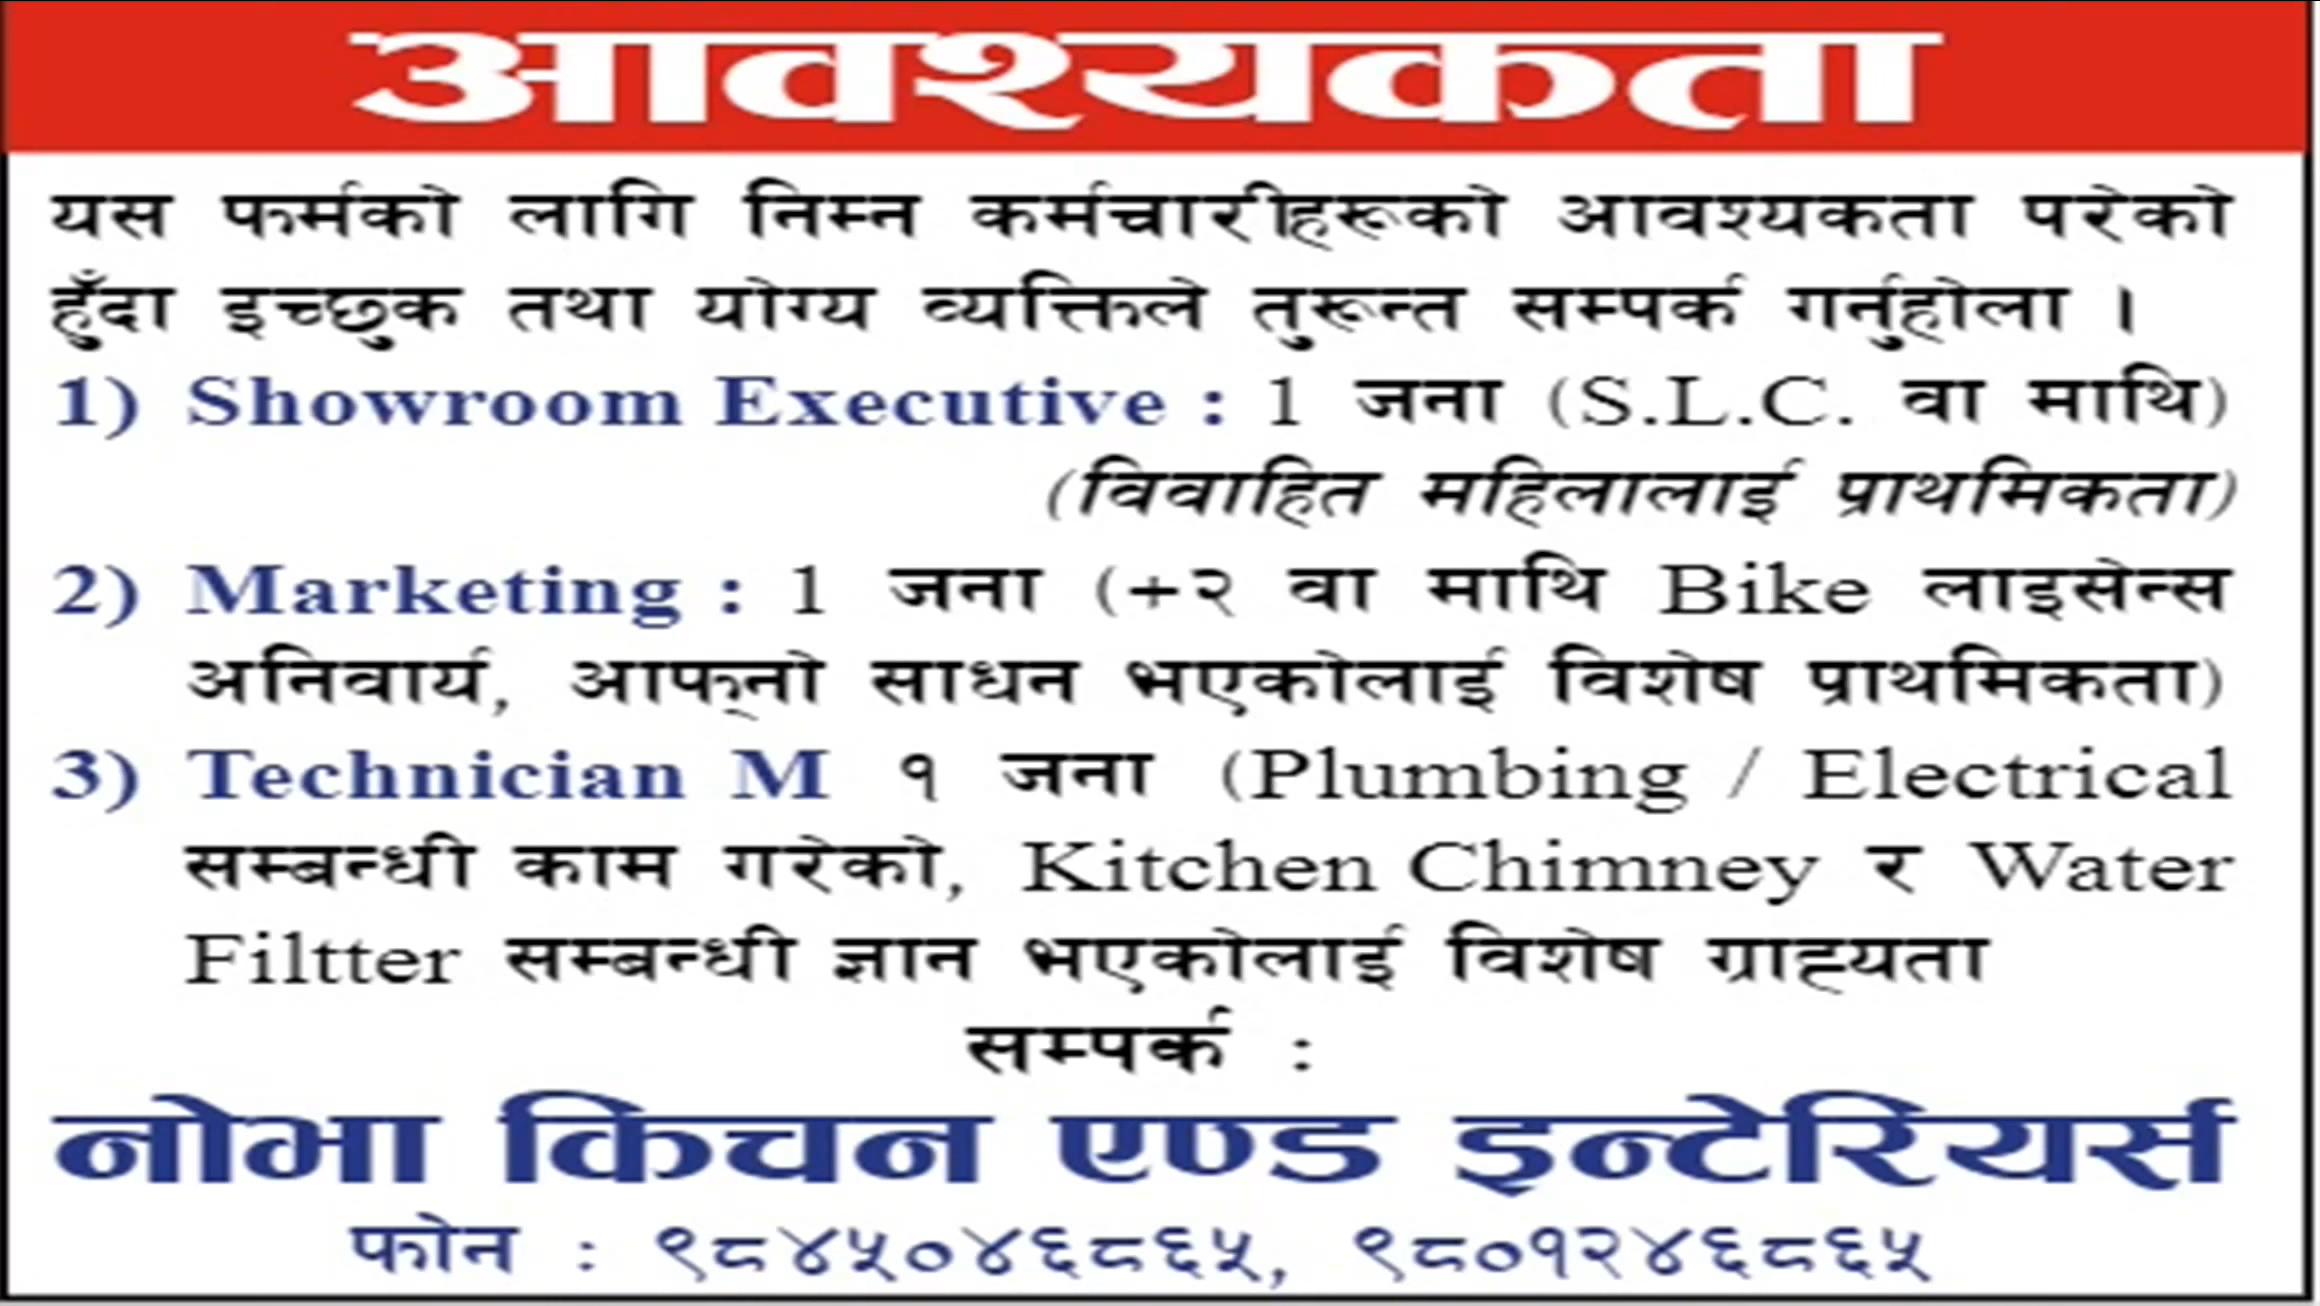 आवश्यकता
यस फर्मको लागि निम्न कर्मचारीहरूको आवश्यकता परेको
हुँदा इच्छुक तथा योग्य व्यक्तिले तुरून्त सम्पर्क गर्नुहोला ।
1) Showroom Executive : 1 जना (S.L.C. वा माथि)
(विवाहित महिलालाई प्राथमिकता)
2) Marketing : 1 जना (+२ वा माथि Bike लाइसेन्स
अनिवार्य, आफ्‌नो साधन भएकोलाई विशेष प्राथमिकता)
3) Technician M १ जना (Plumbing / Electrical
सम्बन्धी काम गरेको, Kitchen Chimney र Water
Filtter सम्बन्धी ज्ञान भएकोलाई विशेष ग्राह्यता
सम्पर्क :
नोभा किचन एण्ड इन्टेरियर्स
फोन : ९८४५०४६८६५, ९८०१२४६८६५